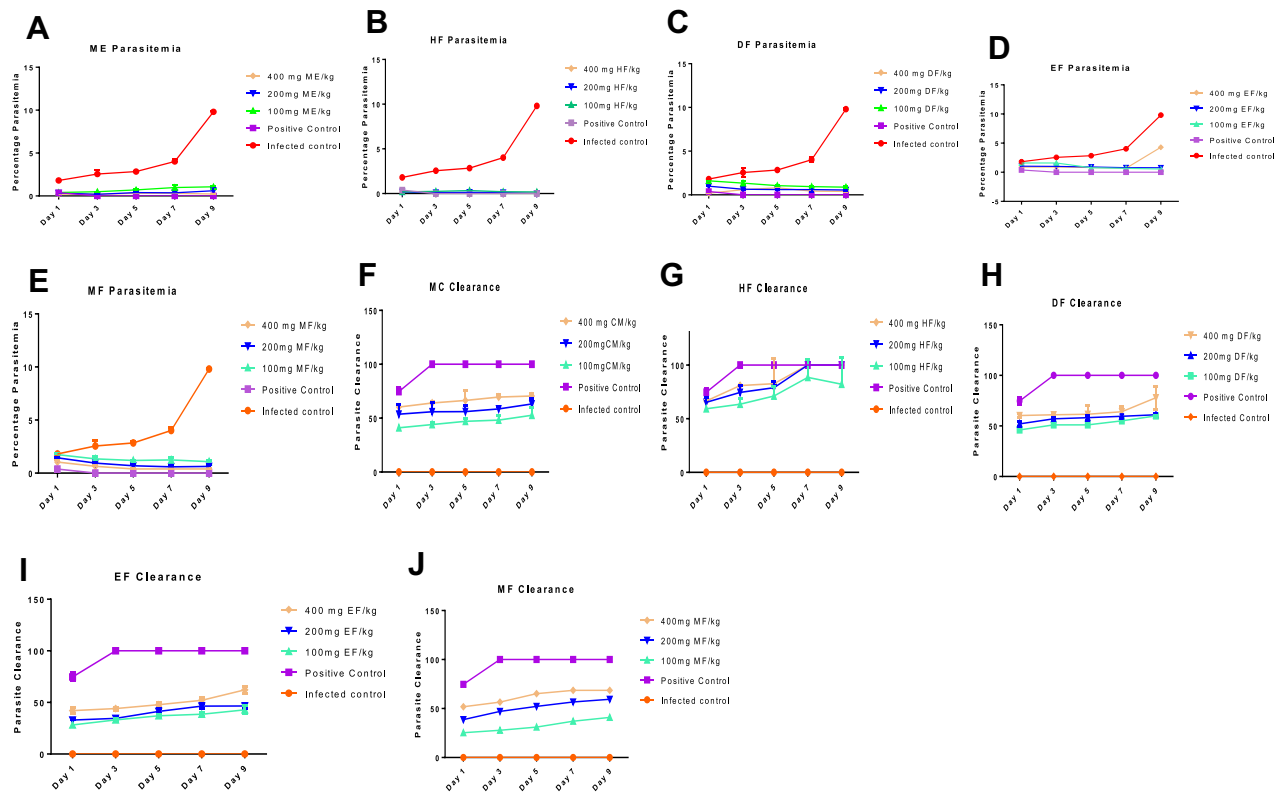 A
ME Parasitemia
Percentage Parasitemia
15
10
5
0
Day 1
Day 3
Day 5
Day 7
Day 9
400 mg ME/kg
200mg ME/kg
100mg ME/kg
Positive Control
Infected control
B
HF Parasitemia
Percentage Parasitemia
15
10
5
0
Day 1
Day 3
Day 5
Day 7
Day 9
400 mg HF/kg
200mg HF/kg
100mg HF/kg
Positive Control
Infected control
C
DF Parasitemia
Percentage Parasitemia
15
10
5
0
Day 1
Day 3
Day 5
Day 7
Day 9
400 mg DF/kg
200mg DF/kg
100mg DF/kg
Positive Control
Infected control
D
EF Parasitemia
Percentage Parasitemia
15
10
5
0
-5
Day 1
Day 3
Day 5
Day 7
Day 9
400 mg EF/kg
200mg EF/kg
100mg EF/kg
Positive Control
Infected control
E
MF Parasitemia
Percentage Parasitemia
15
10
5
0
Day 1
Day 3
Day 5
Day 7
Day 9
400 mg MF/kg
200mg MF/kg
100mg MF/kg
Positive Control
Infected control
F
MC Clearance
Parasite Clearance
150
100
50
0
Day 1
Day 3
Day 5
Day 7
Day 9
400 mg CM/kg
200mgCM/kg
100mgCM/kg
Positive Control
Infected control
G
HF Clearance
Parasite Clearance
100
50
0
Day 1
Day 3
Day 5
Day 7
Day 9
400 mg HF/kg
200mg HF/kg
100mg HF/kg
Positive Control
Infected control
H
DF Clearance
Parasite Clearance
150
100
50
0
Day 1
Day 3
Day 5
Day 7
Day 9
400 mg DF/kg
200mg DF/kg
100mg DF/kg
Positive Control
Infected control
I
EF Clearance
Parasite Clearance
150
100
50
0
Day 1
Day 3
Day 5
Day 7
Day 9
400 mg EF/kg
200mg EF/kg
100mg EF/kg
Positive Control
Infected control
J
MF Clearance
Parasite Clearance
150
100
50
0
Day 1
Day 3
Day 5
Day 7
Day 9
400mg MF/kg
200mg MF/kg
100mg MF/kg
Positive Control
Infected control